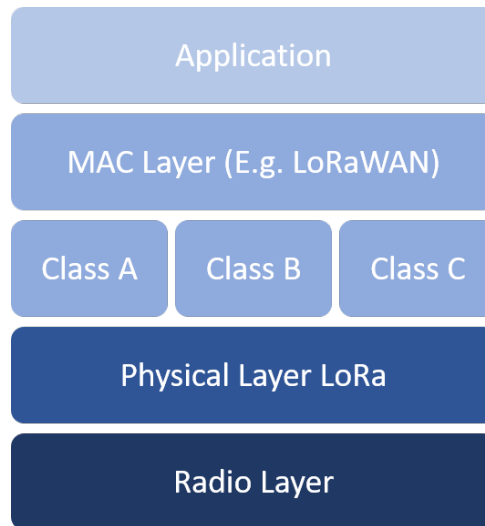 Application
MAC Layer (E.g. LoRaWAN)
Class A
Class B
Class C
Physical Layer LoRa
Radio Layer